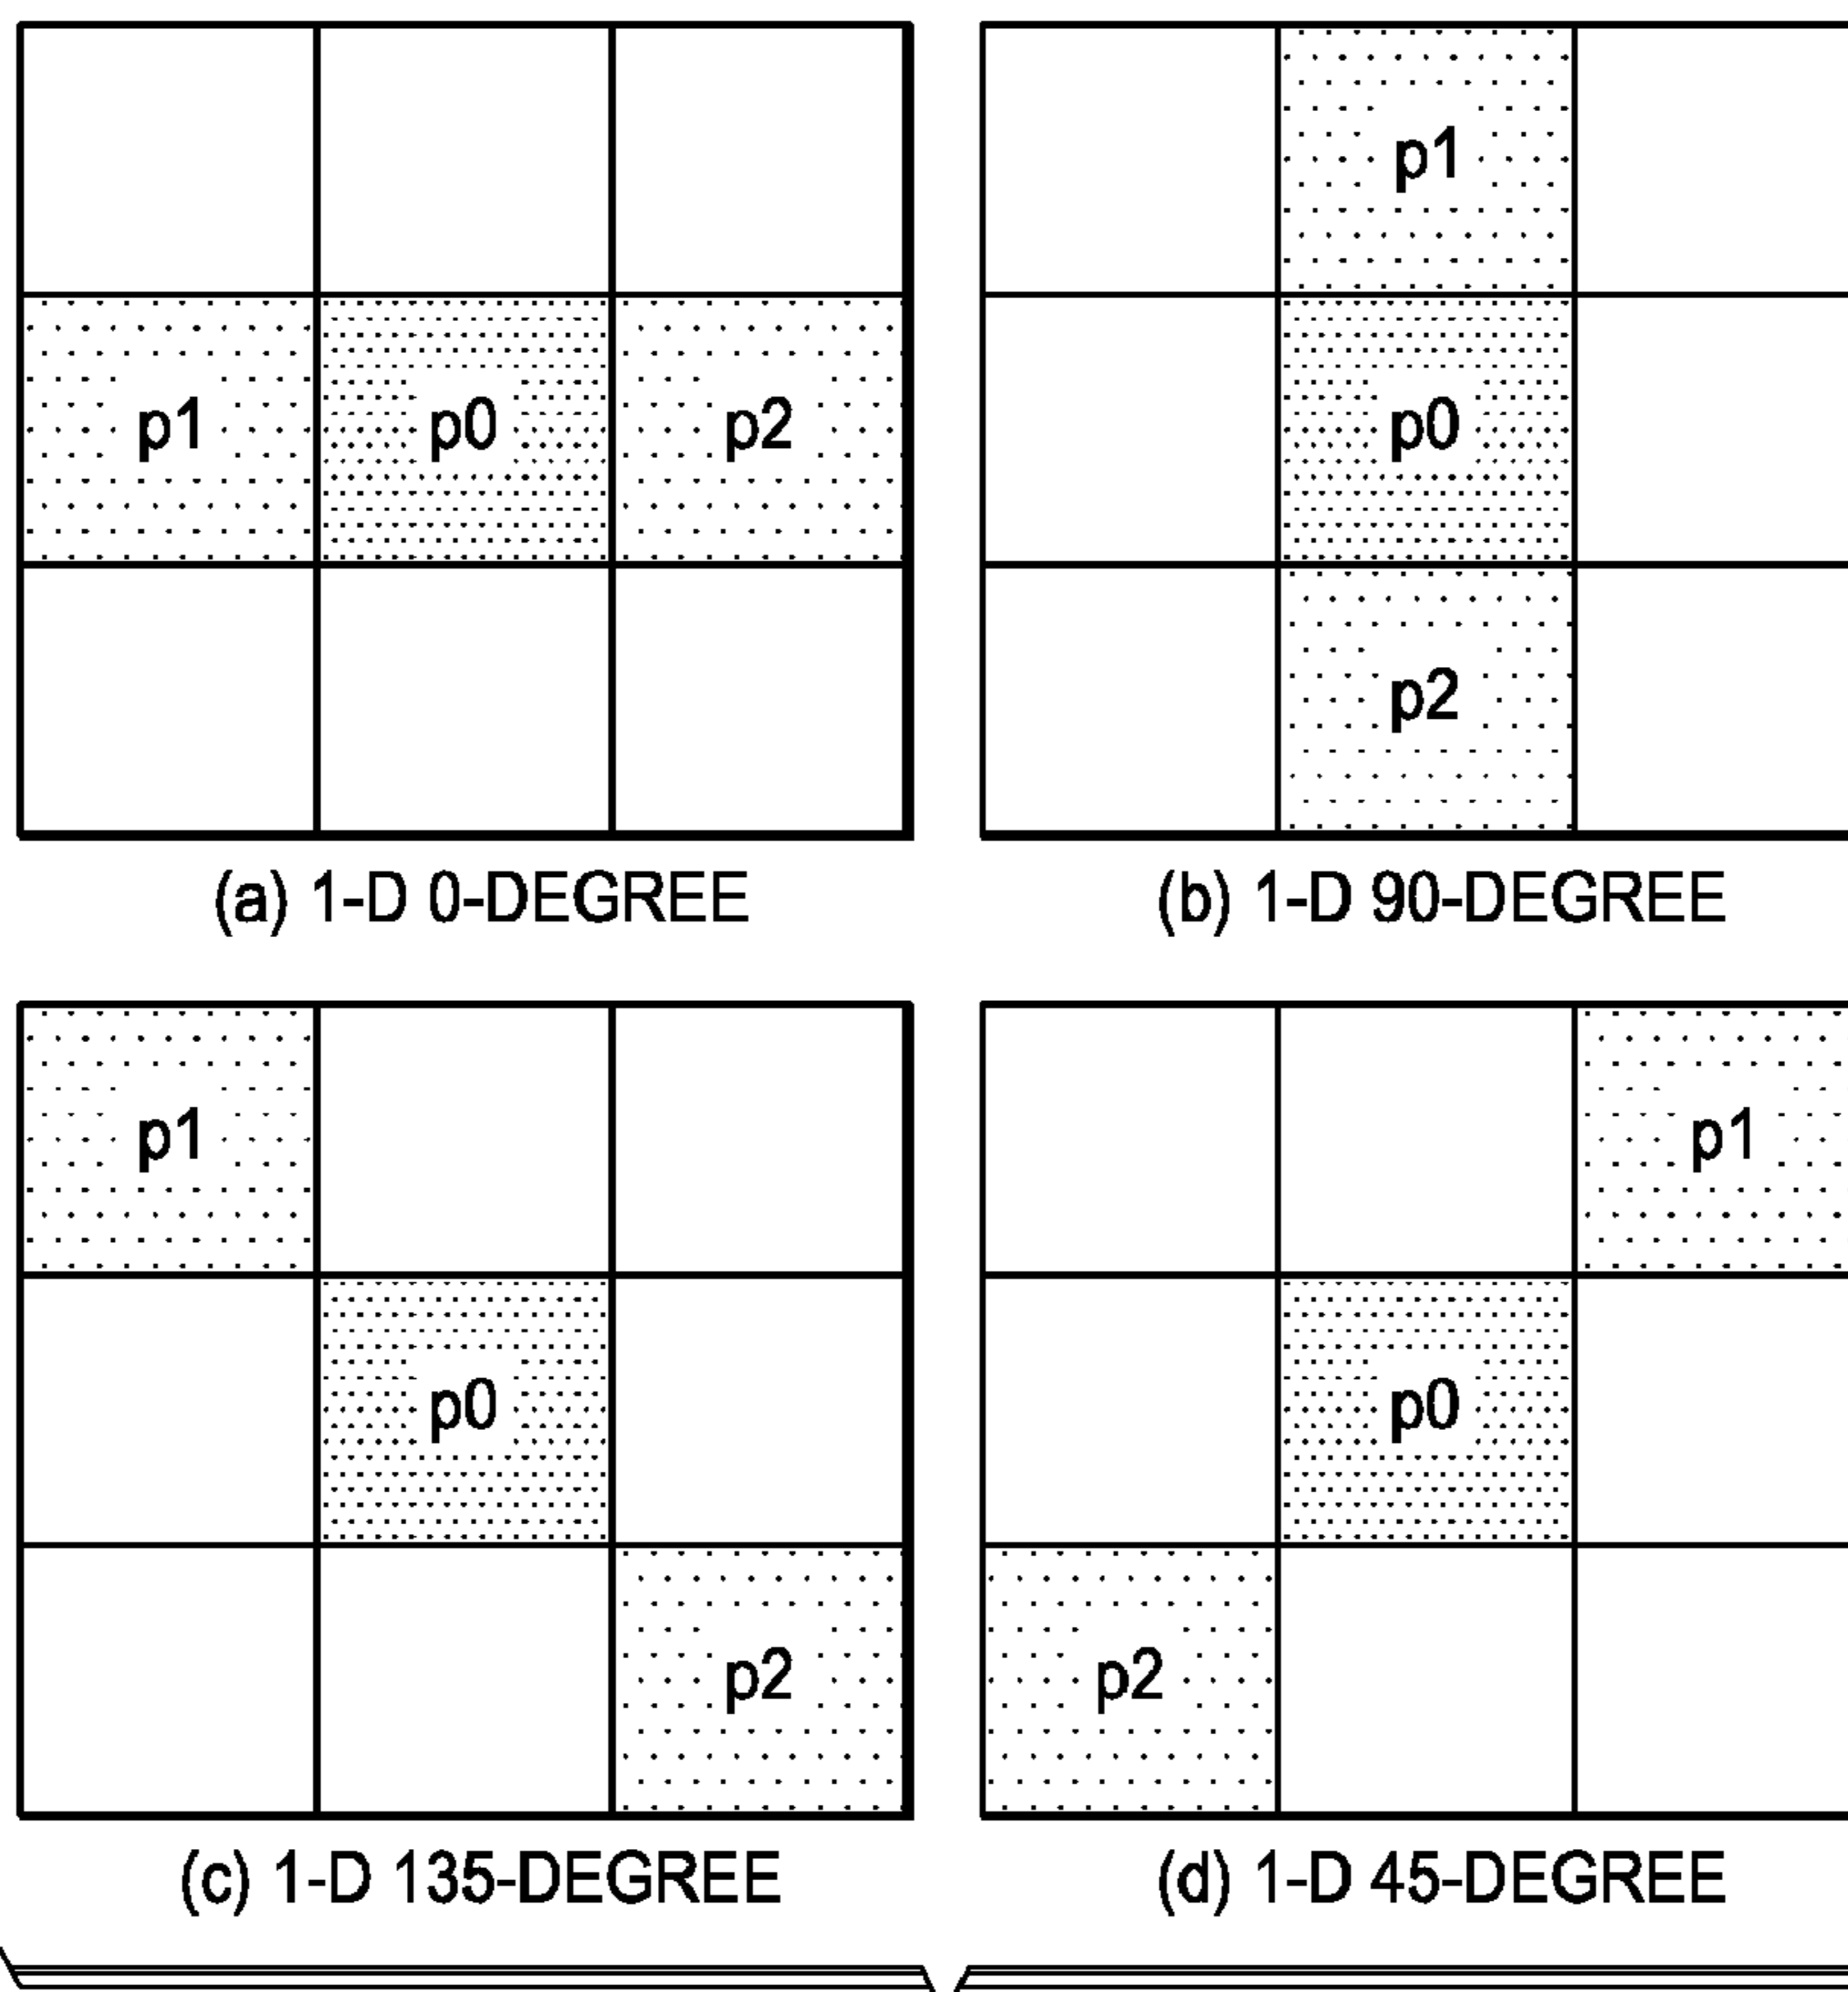 p1
p1 p0 p2 p0
p2
(a) 1-D 0-DEGREE (b) 1-D 90-DEGREE
p1 p1
p0 p0
p2 p2
(c) 1-D 135-DEGREE (d) 1-D 45-DEGREE